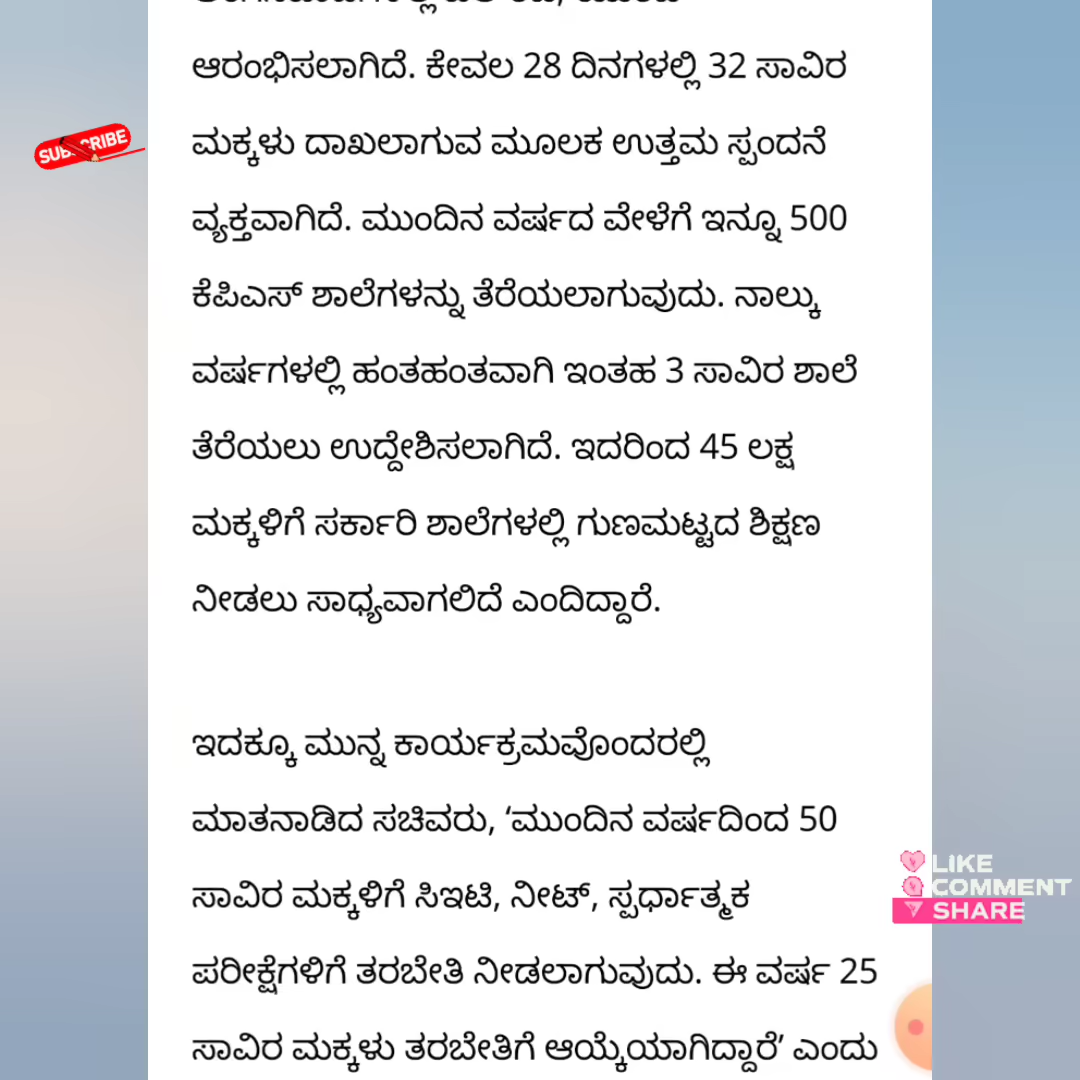 ಆರಂಭಿಸಲಾಗಿದೆ. ಕೇವಲ 28 ದಿನಗಳಲ್ಲಿ 32 ಸಾವಿರ
ಮಕ್ಕಳು ದಾಖಲಾಗುವ ಮೂಲಕ ಉತ್ತಮ ಸ್ಪಂದನೆ
ವ್ಯಕ್ತವಾಗಿದೆ. ಮುಂದಿನ ವರ್ಷದ ವೇಳೆಗೆ ಇನ್ನೂ 500
ಕೆಪಿಎಸ್ ಶಾಲೆಗಳನ್ನು ತೆರೆಯಲಾಗುವುದು. ನಾಲ್ಕು
ವರ್ಷಗಳಲ್ಲಿ ಹಂತಹಂತವಾಗಿ ಇಂತಹ 3 ಸಾವಿರ ಶಾಲೆ
ತೆರೆಯಲು ಉದ್ದೇಶಿಸಲಾಗಿದೆ. ಇದರಿಂದ 45 ಲಕ್ಷ
ಮಕ್ಕಳಿಗೆ ಸರ್ಕಾರಿ ಶಾಲೆಗಳಲ್ಲಿ ಗುಣಮಟ್ಟದ ಶಿಕ್ಷಣ
ನೀಡಲು ಸಾಧ್ಯವಾಗಲಿದೆ ಎಂದಿದ್ದಾರೆ.
ಇದಕ್ಕೂ ಮುನ್ನ ಕಾರ್ಯಕ್ರಮವೊಂದರಲ್ಲಿ
ಮಾತನಾಡಿದ ಸಚಿವರು, ‘ಮುಂದಿನ ವರ್ಷದಿಂದ 50
ಸಾವಿರ ಮಕ್ಕಳಿಗೆ ಸಿಇಟಿ, ನೀಟ್, ಸ್ಪರ್ಧಾತ್ಮಕ
ಪರೀಕ್ಷೆಗಳಿಗೆ ತರಬೇತಿ ನೀಡಲಾಗುವುದು. ಈ ವರ್ಷ 25
ಸಾವಿರ ಮಕ್ಕಳು ತರಬೇತಿಗೆ ಆಯ್ಕೆಯಾಗಿದ್ದಾರೆ’ ಎಂದು
LIKE
COMMENT
SHARE